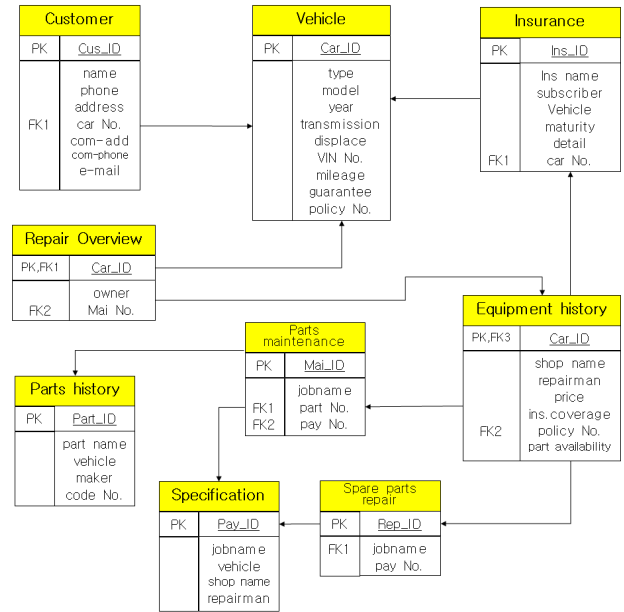 Customer
PK Cus_ID
name
phone
address
FK1 car No.
com-add
com-phone
e-mail
Vehicle
PK Car_ID
type
model
year
transmission
displace
VIN No.
mileage
guarantee
policy No.
Insurance
PK Ins_ID
Ins name
subscriber
Vehicle
maturity
detail
FK1 car No.
Repair Overview
PK,FK1 Car_ID
owner
FK2 Mai No.
Equipment history
PK,FK3 Car_ID
shop name
repairman
price
ins.coverage
FK2 policy No.
part availability
Parts
maintenance
PK Mai_ID
jobname
FK1 part No.
FK2 pay No.
Parts history
PK Part_ID
part name
vehicle
maker
code No.
Specification
PK Pay_ID
jobname
vehicle
shop name
repairman
Spare parts
repair
PK Rep_ID
FK1 jobname
pay No.